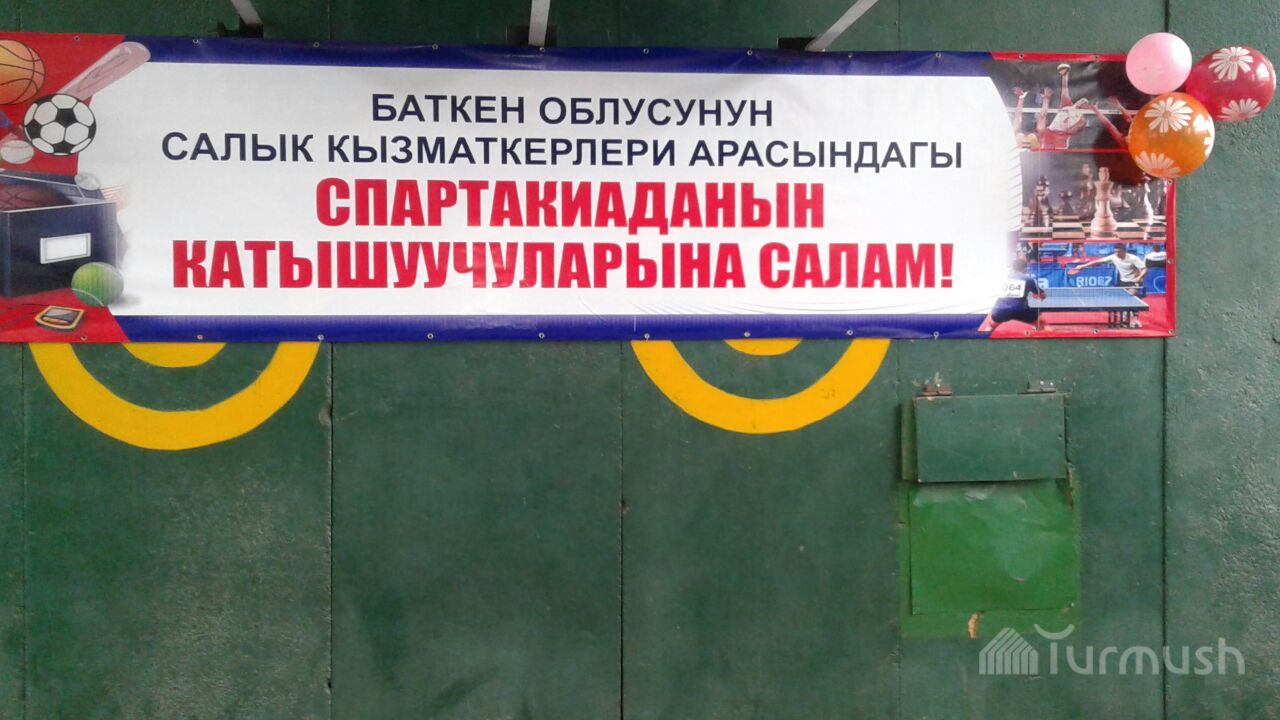 БАТКЕН ОБЛУСУНУН
САЛЫК КЫЗМАТКЕРЛЕРИ АРАСЫНДАГЫ
СПАРТАКИАДАНЫН
КАТЫШУУЧУЛАРЫНА САЛАМ!
Turmush